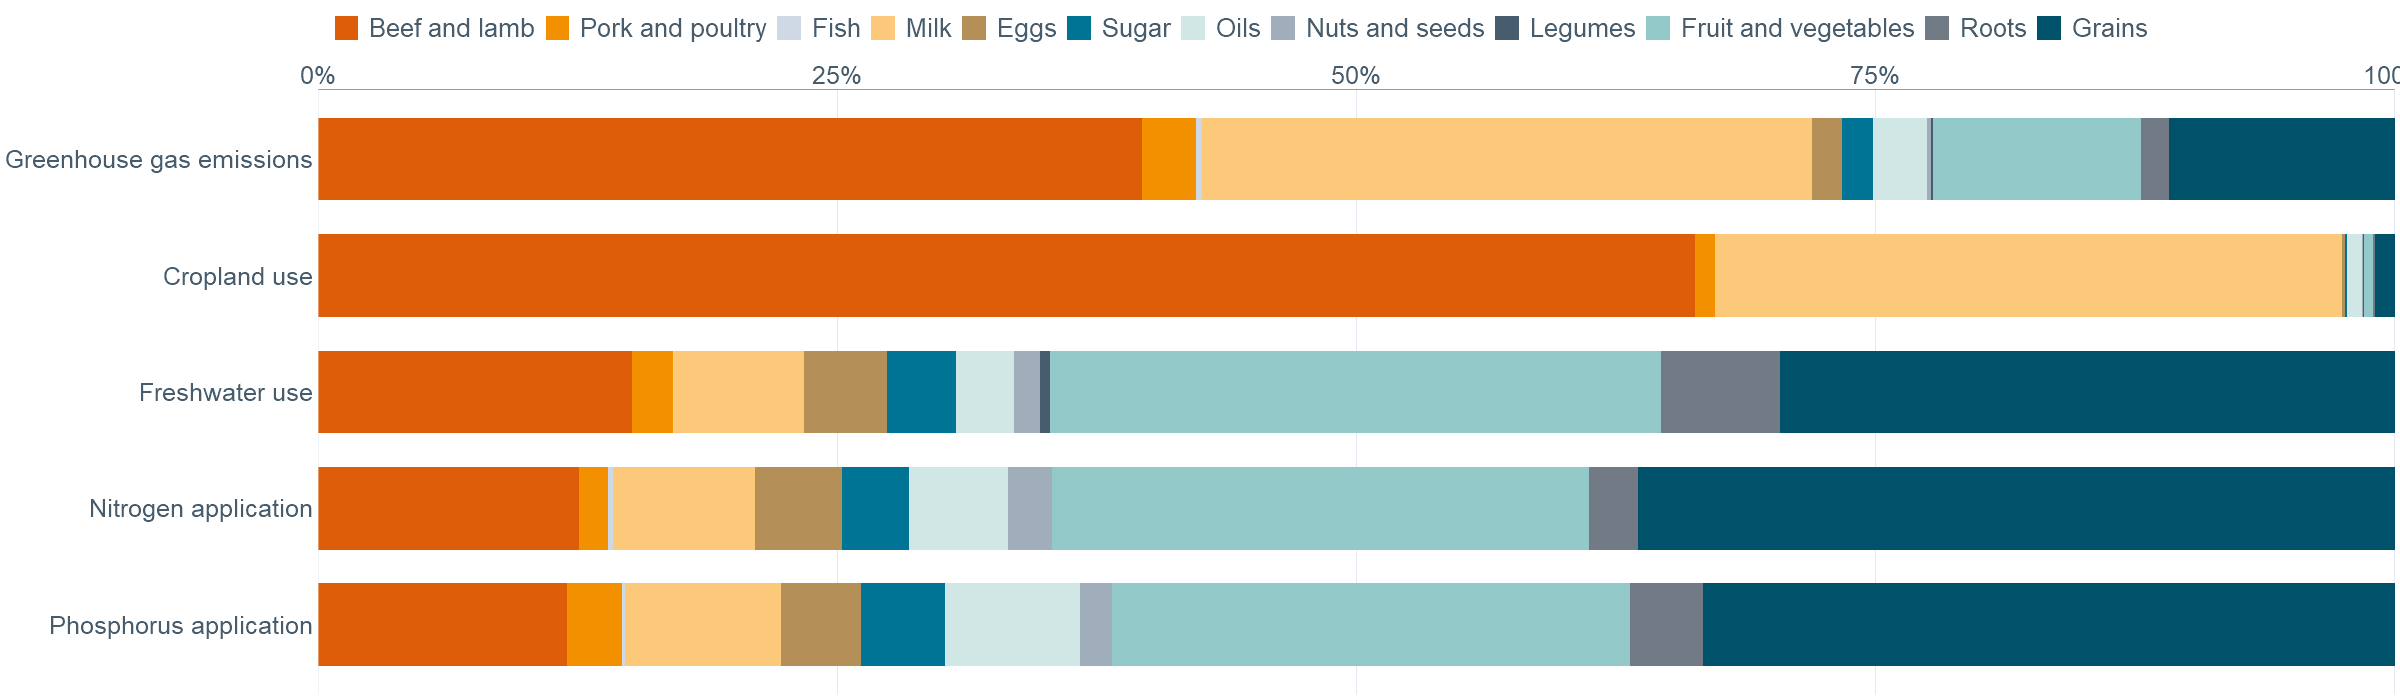 Beef and lamb Pork and poultry Fish Milk Eggs Sugar Oils Nuts and seeds Legumes Fruit and vegetables Roots Grains
0% 25% 50% 75% 100
Greenhouse gas emissions
Cropland use
Freshwater use
Nitrogen application
Phosphorus application